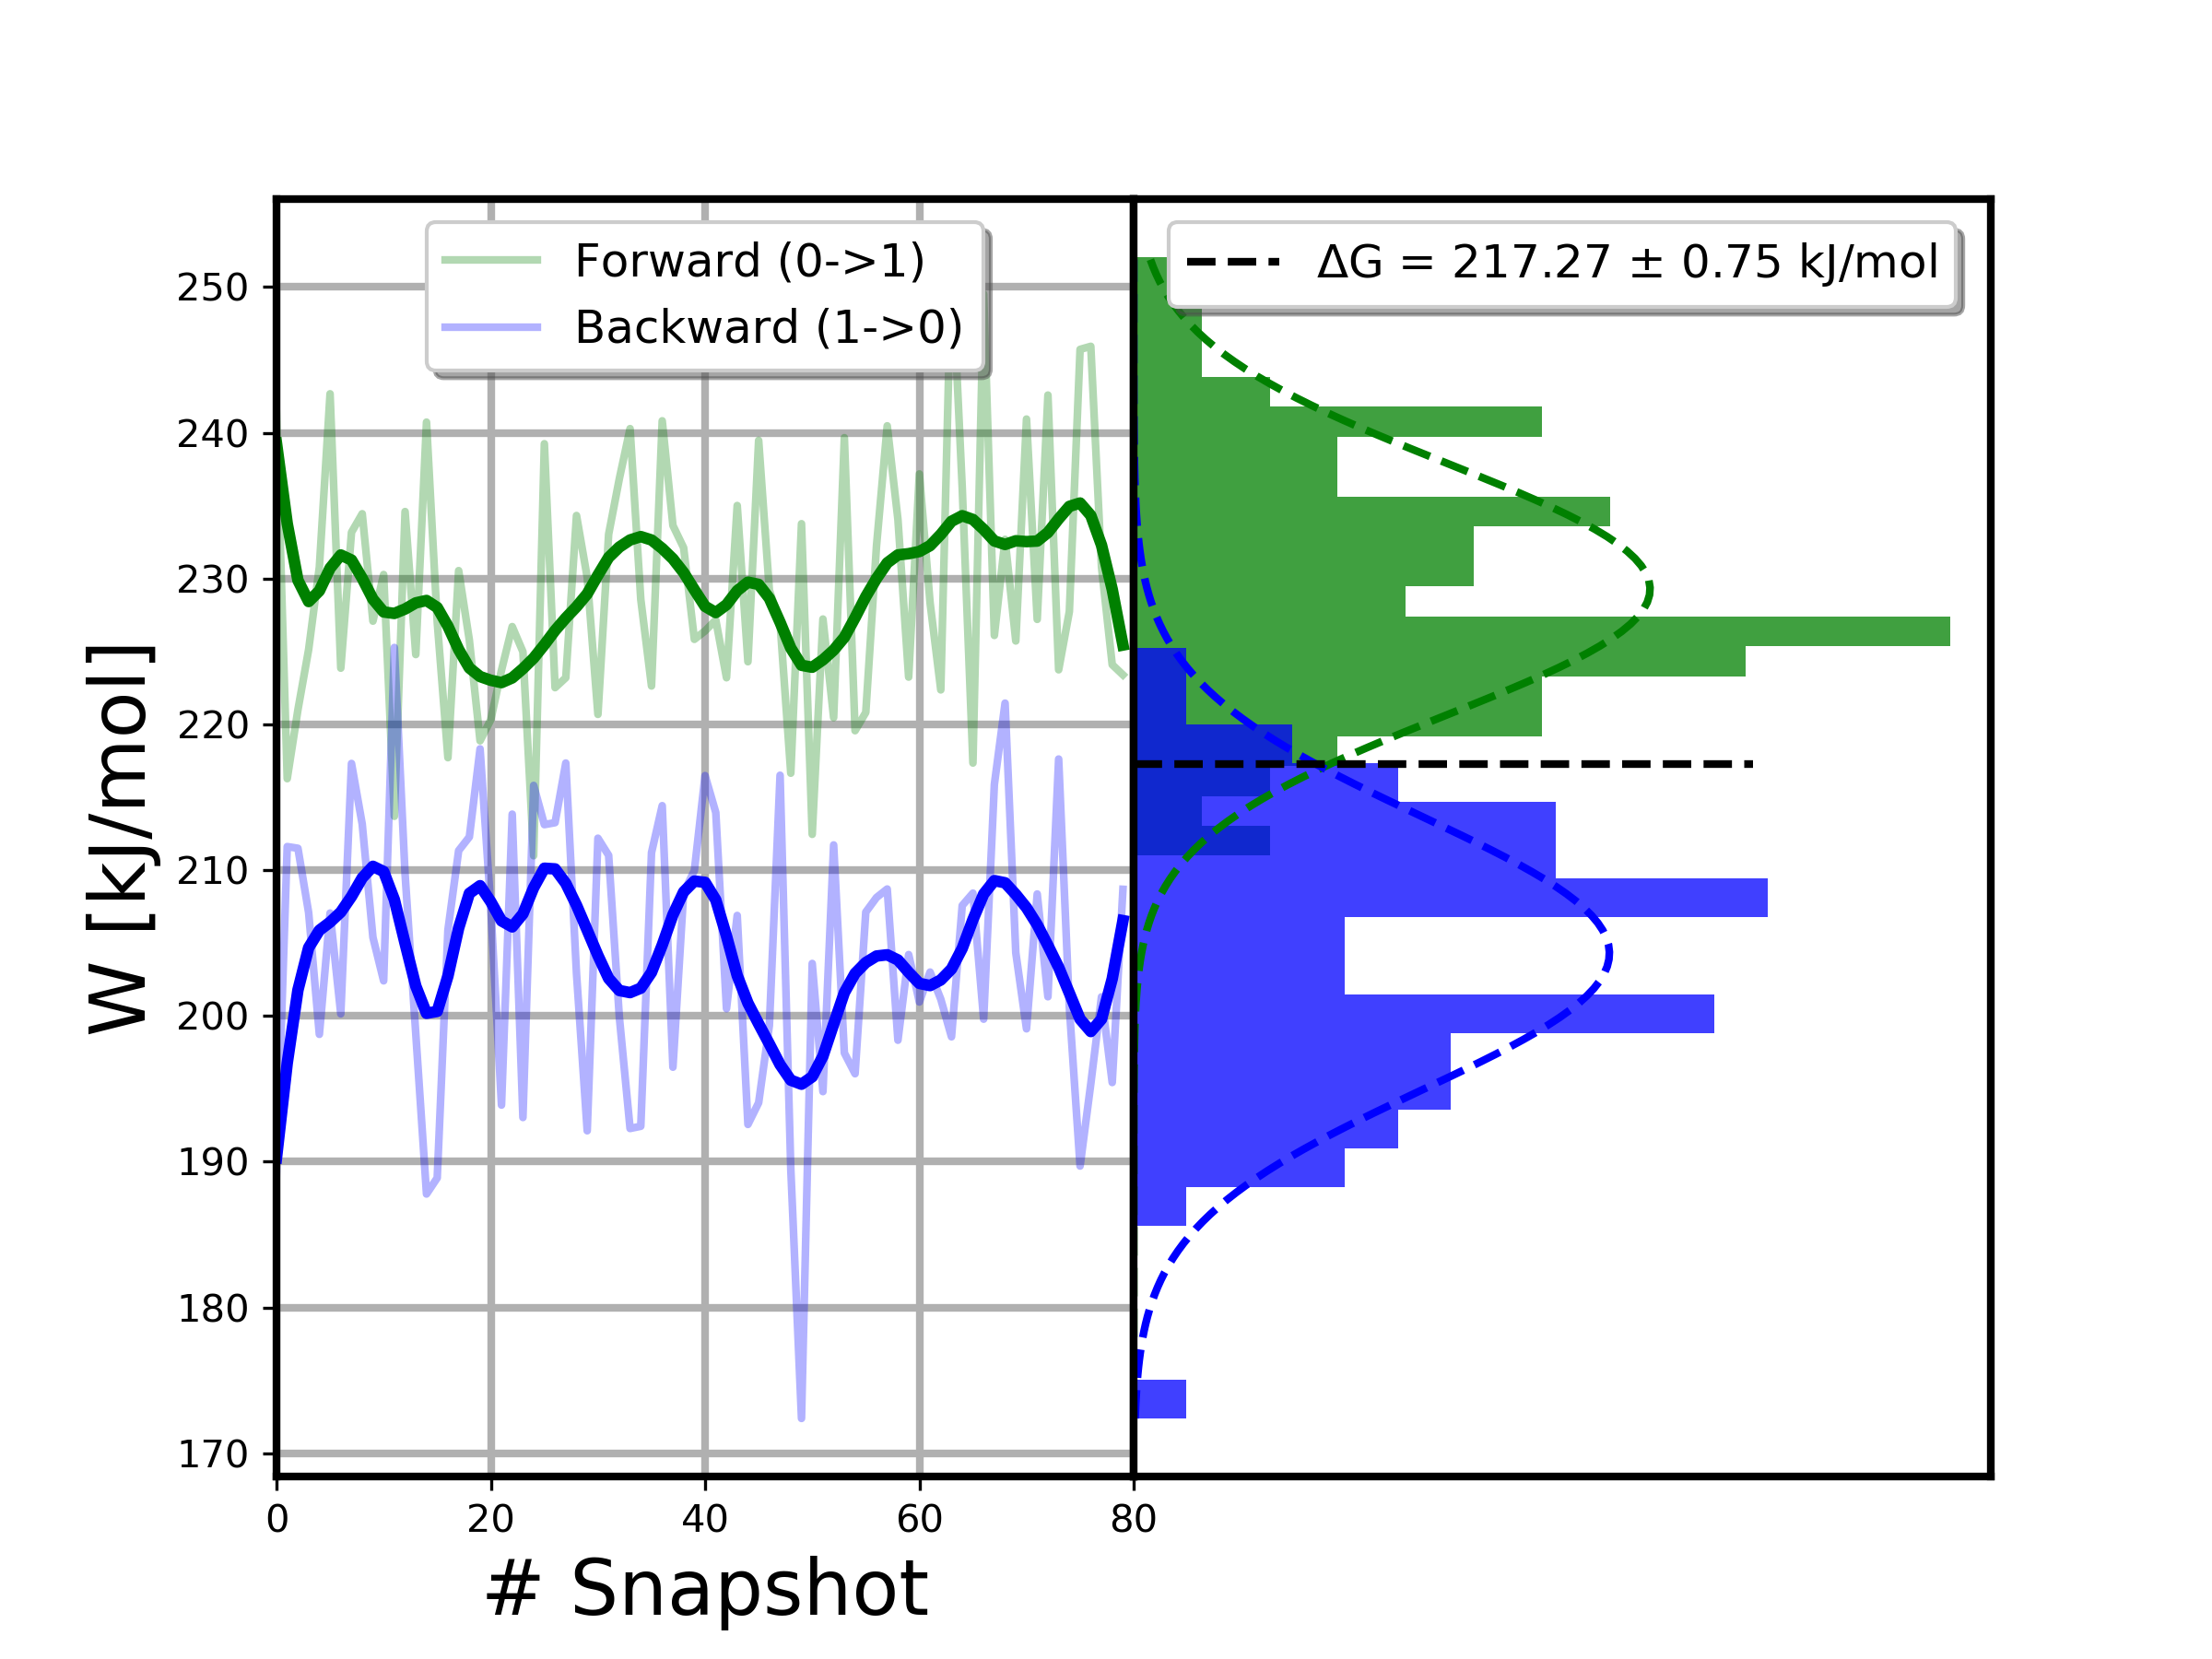 Forward (0->1)
Backward (1->0)
ΔG = 217.27 ± 0.75 kJ/mol
250
240
230
220
210
200
190
180
170
W [kJ/mol]
0 20 40 60 80
# Snapshot